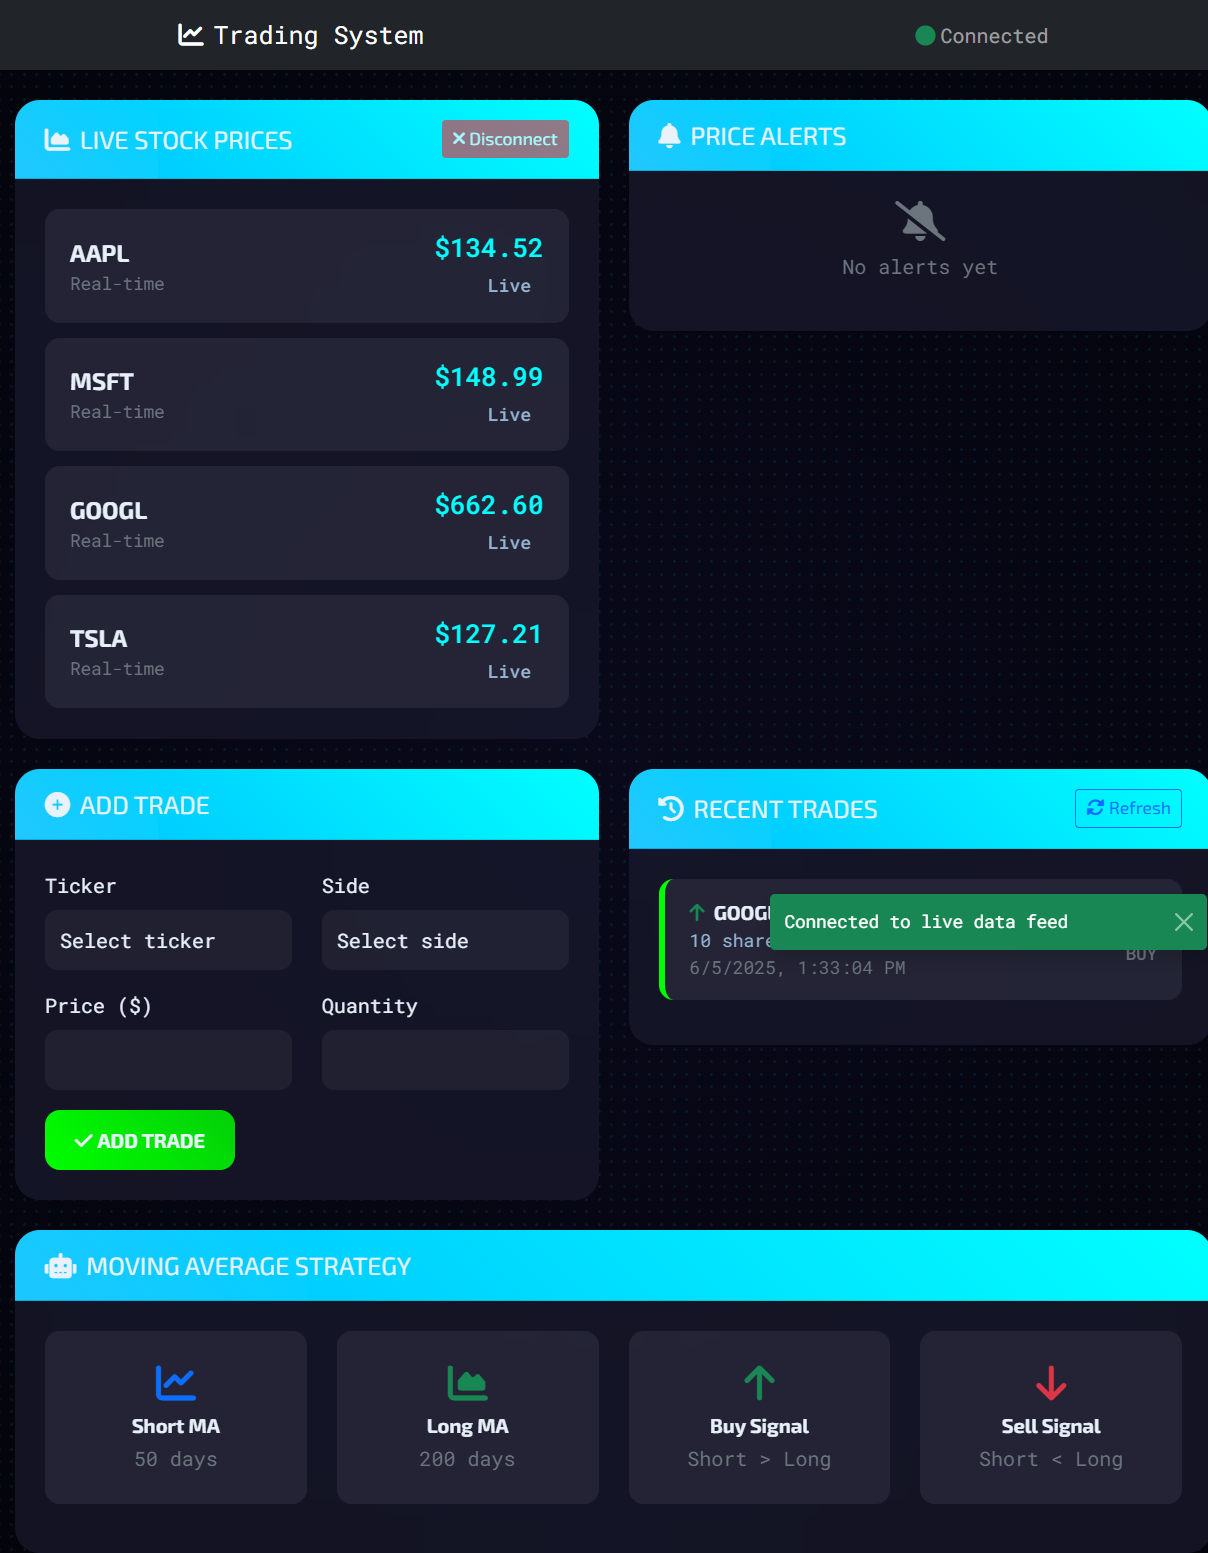 Trading System
Connected
LIVE STOCK PRICES
Disconnect
AAPL
Real-time
$134.52
Live
MSFT
Real-time
$148.99
Live
GOOGL
Real-time
$662.60
Live
TSLA
Real-time
$127.21
Live
PRICE ALERTS
No alerts yet
ADD TRADE
Ticker
Side
Select ticker
Select side
Price ($)
Quantity
ADD TRADE
RECENT TRADES
Refresh
Connected to live data feed
10
6/5/2025, 1:33:04 PM
BUY
MOVING AVERAGE STRATEGY
Short MA
50 days
Long MA
200 days
Buy Signal
Short > Long
Sell Signal
Short < Long